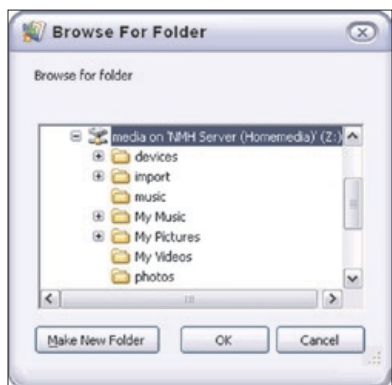 Browse For Folder
Browse for folder
media on 'NMH Server (Homemedia)' (Z:)
devices
import
music
My Music
My Pictures
My Videos
photos
Make New Folder
OK
Cancel